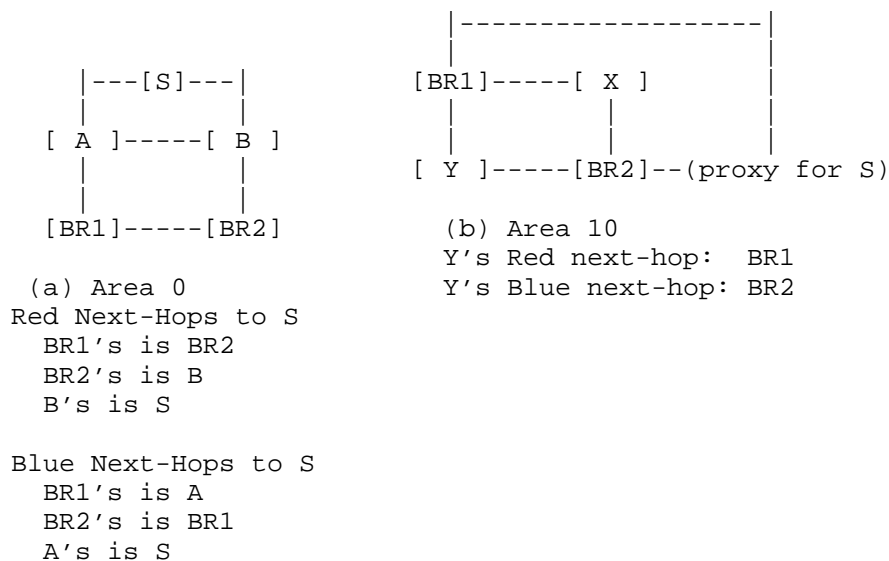 |-------------------|
|---[S]---| [BR1]-----[ X ]
[ A ]-----[ B ]
[ Y ]-----[BR2]--(proxy for S)
[BR1]-----[BR2] (b) Area 10
Y's Red next-hop: BR1
(a) Area 0 Y's Blue next-hop: BR2
Red Next-Hops to S
BR1's is BR2
BR2's is B
B's is S
Blue Next-Hops to S
BR1's is A
BR2's is BR1
A's is S